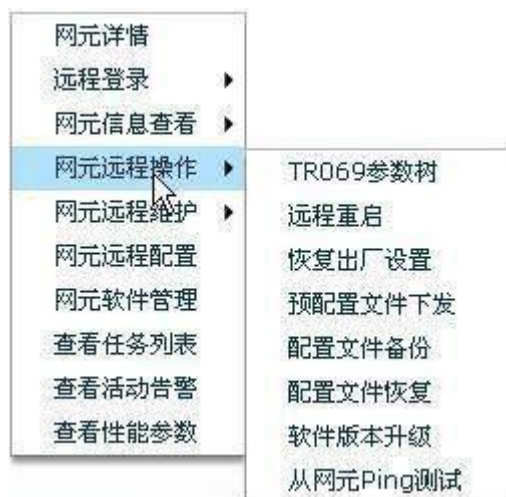 网元详情
远程登录
网元信息查看
网元远程操作
网元远程维护
网元远程配置
网元软件管理
查看任务列表
查看活动告警
查看性能参数
TR069参数树
远程重启
恢复出厂设置
预配置文件下发
配置文件备份
配置文件恢复
软件版本升级
从网元Ping测试